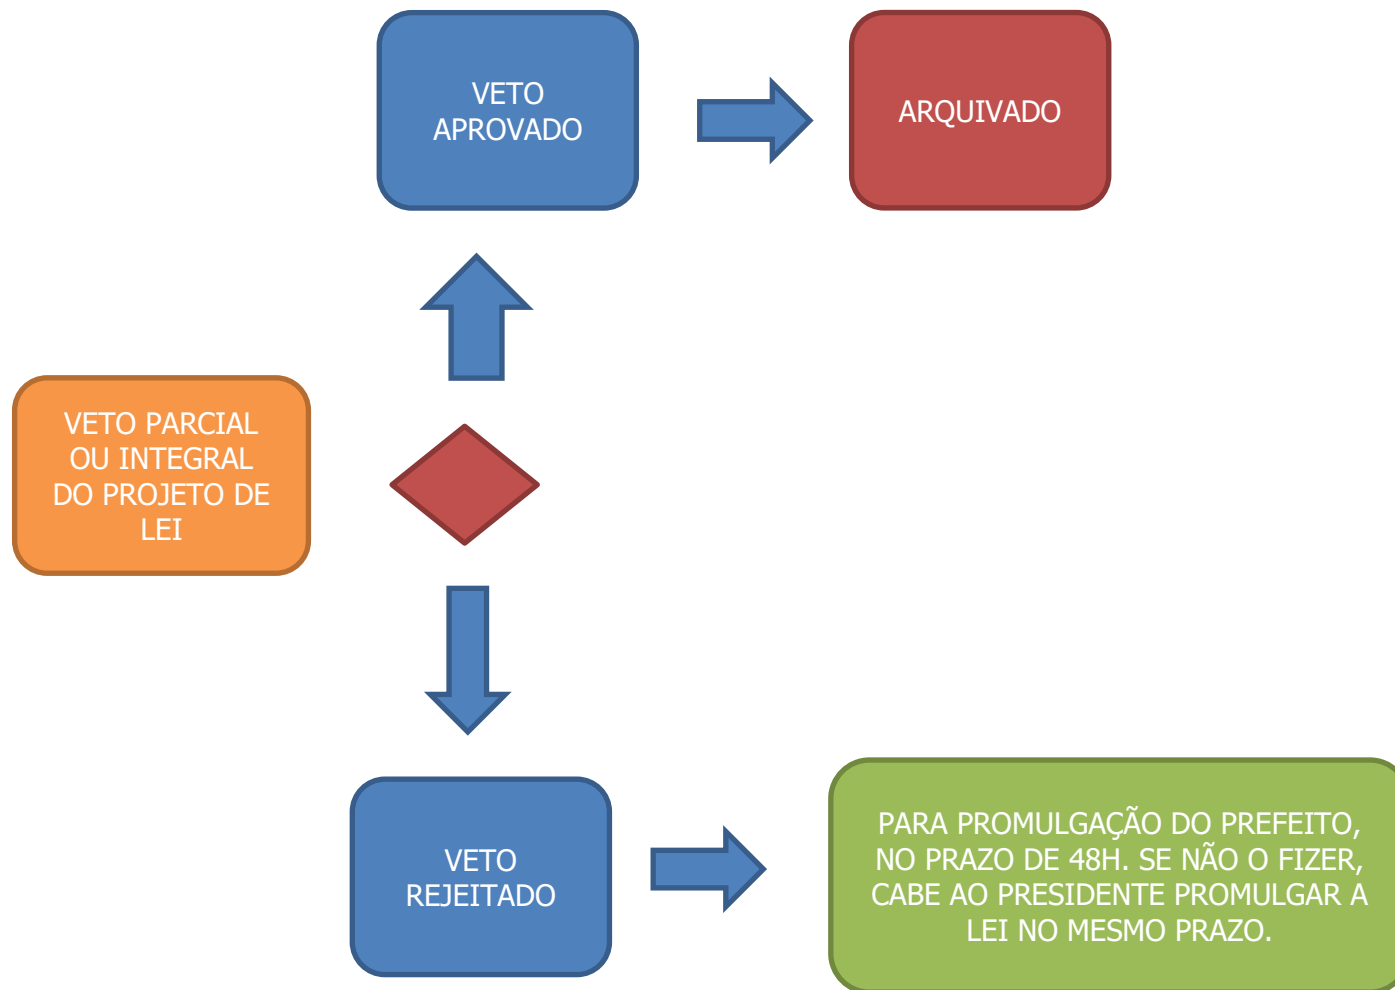 VETO
APROVADO
ARQUIVADO
VETO PARCIAL
OU INTEGRAL
DO PROJETO DE
LEI
VETO
REJEITADO
PARA PROMULGAÇÃO DO PREFEITO,
NO PRAZO DE 48H. SE NÃO O FIZER,
CABE AO PRESIDENTE PROMULGAR A
LEI NO MESMO PRAZO.